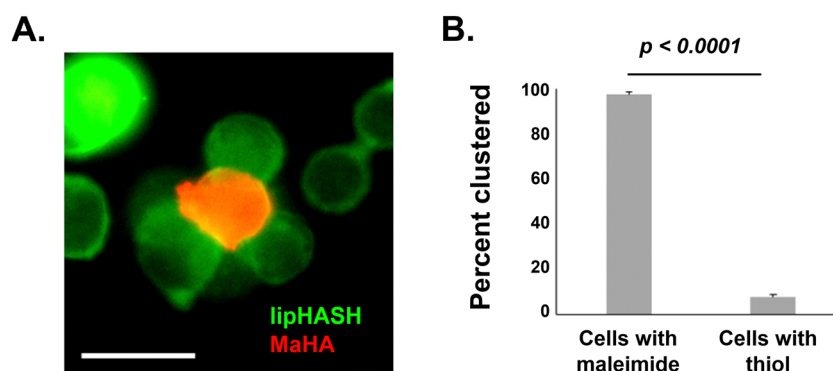 A.
lipHASH
MaHA
B.
p < 0.0001
Percent clustered
100
80
60
40
20
0
Cells with
maleimide
Cells with
thiol